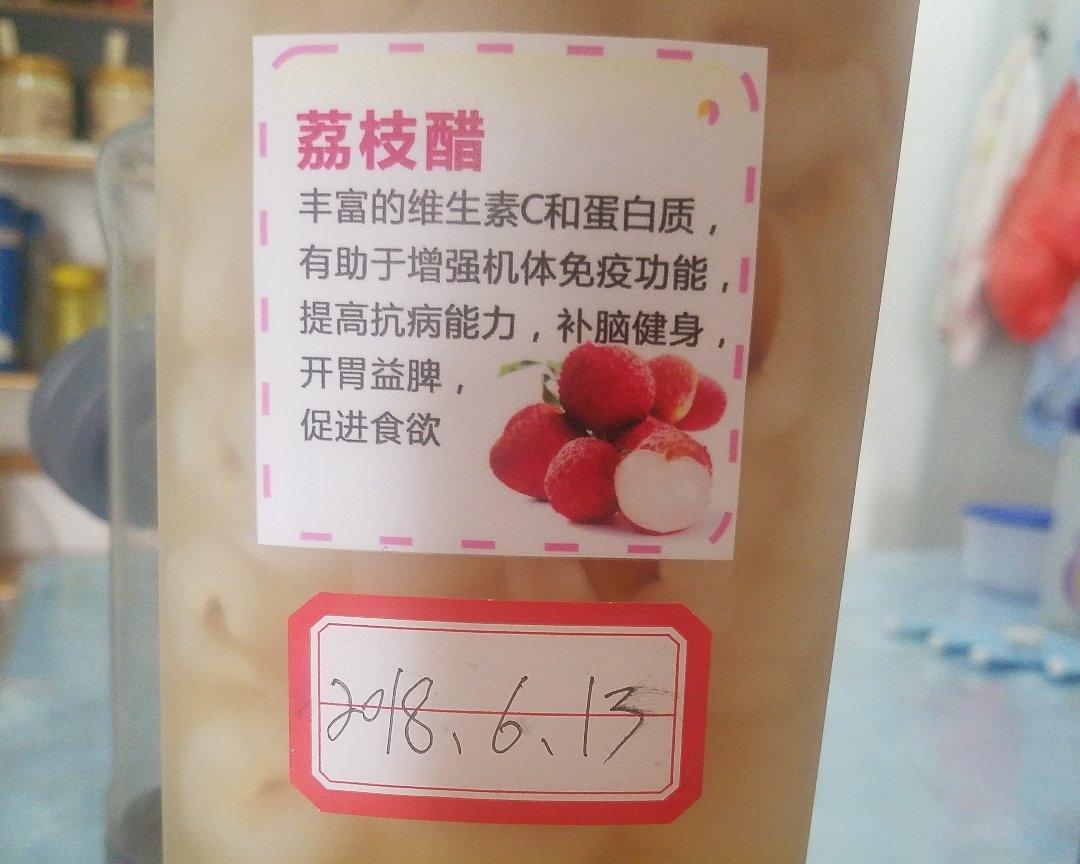 荔枝醋
丰富的维生素C和蛋白质，
有助于增强机体免疫功能，
提高抗病能力，补脑健身，
开胃益脾，
促进食欲
2018、6、13